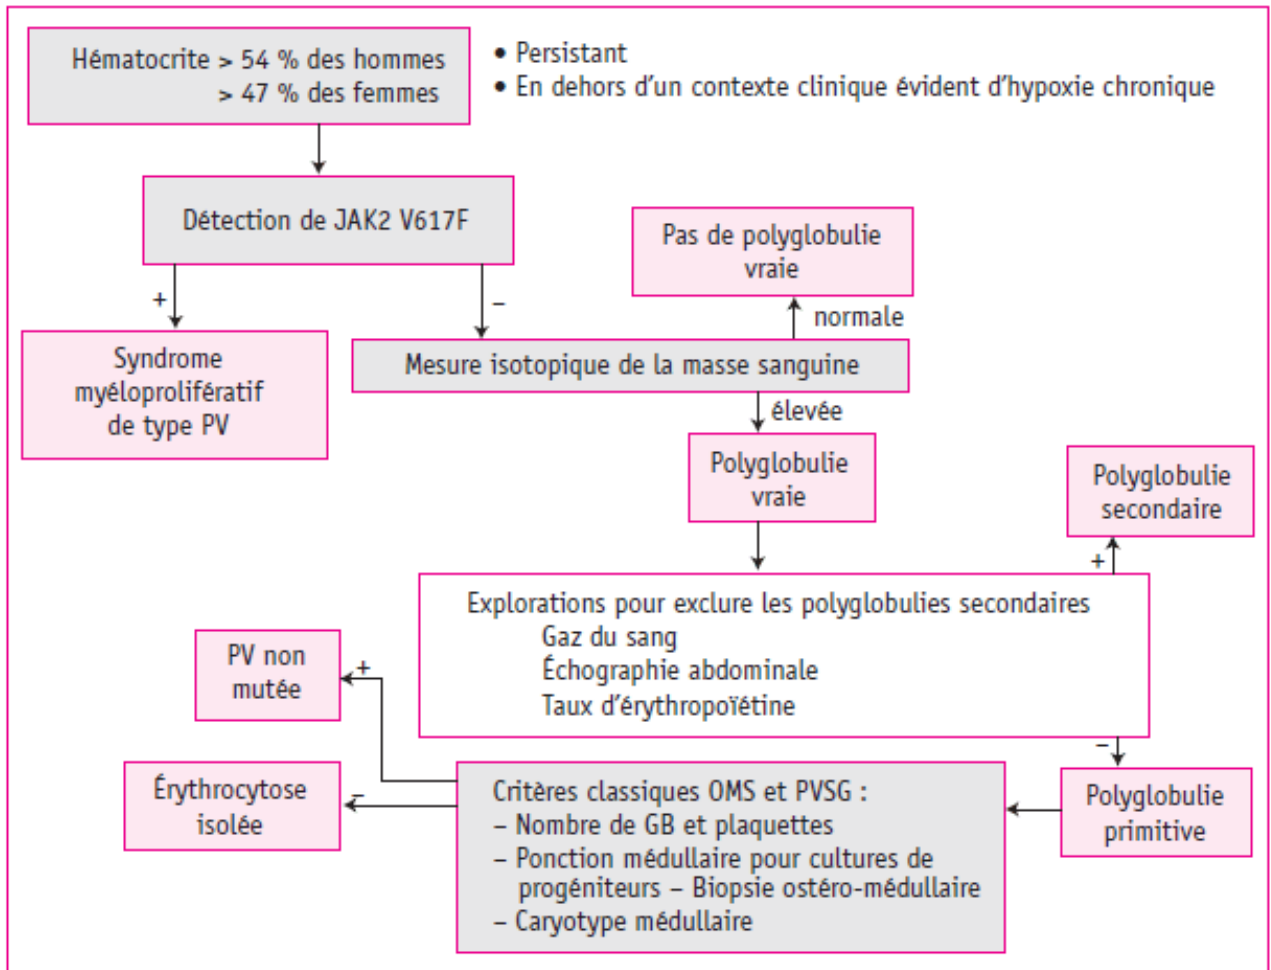 Hématocrite > 54 % des hommes
> 47 % des femmes
• Persistant
• En dehors d’un contexte clinique évident d’hypoxie chronique
Détection de JAK2 V617F
+
–
Pas de polyglobulie
vraie
normale
Syndrome
myéloprolifératif
de type PV
Mesure isotopique de la masse sanguine
élevée
Polyglobulie
vraie
Polyglobulie
secondaire
+
Explorations pour exclure les polyglobulies secondaires
Gaz du sang
Échographie abdominale
Taux d’érythropoïétine
–
Polyglobulie
primitive
Critères classiques OMS et PVSG :
– Nombre de GB et plaquettes
– Ponction médullaire pour cultures de
progéniteurs – Biopsie ostéro-médullaire
– Caryotype médullaire
+
PV non
mutée
–
Érythrocytose
isolée